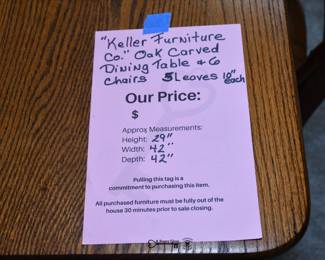 "Keller Furniture
Co." Oak Carved
Dining Table & 6
Chairs 5 Leaves 10" each
Our Price:
$
Approx Measurements:
Height: 29"
Width: 42"
Depth: 42"
Pulling this tag is a
commitment to purchasing this item.
All purchased furniture must be fully out of the
house 30 minutes prior to sale closing.